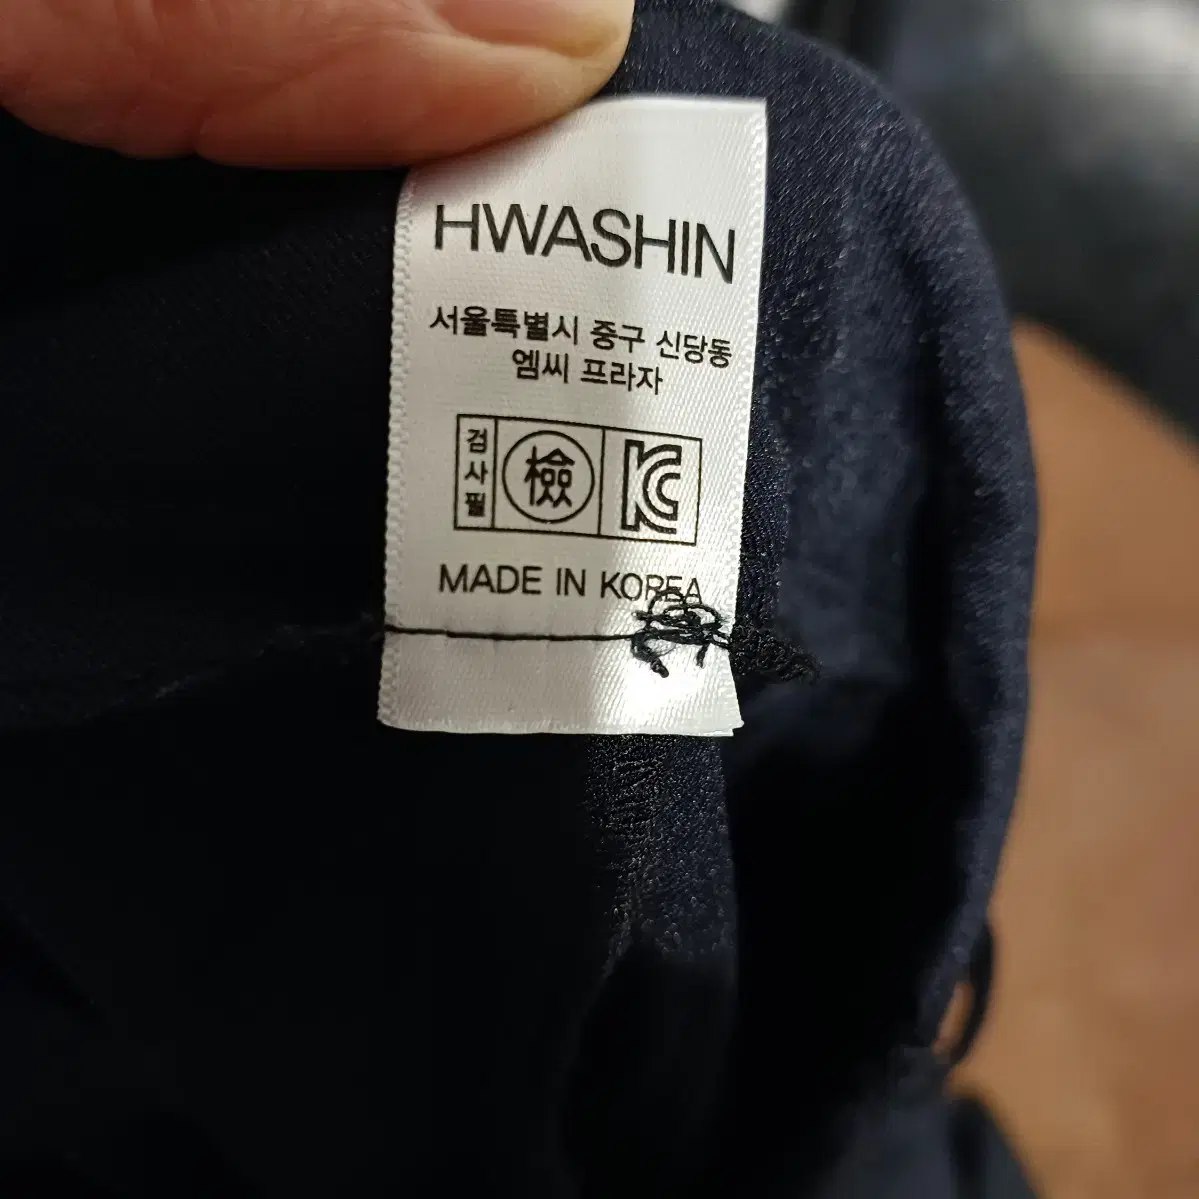 HWASHIN
서울특별시 중구 신당동
엠씨 프라자
검사필 檢 KC
MADE IN KOREA